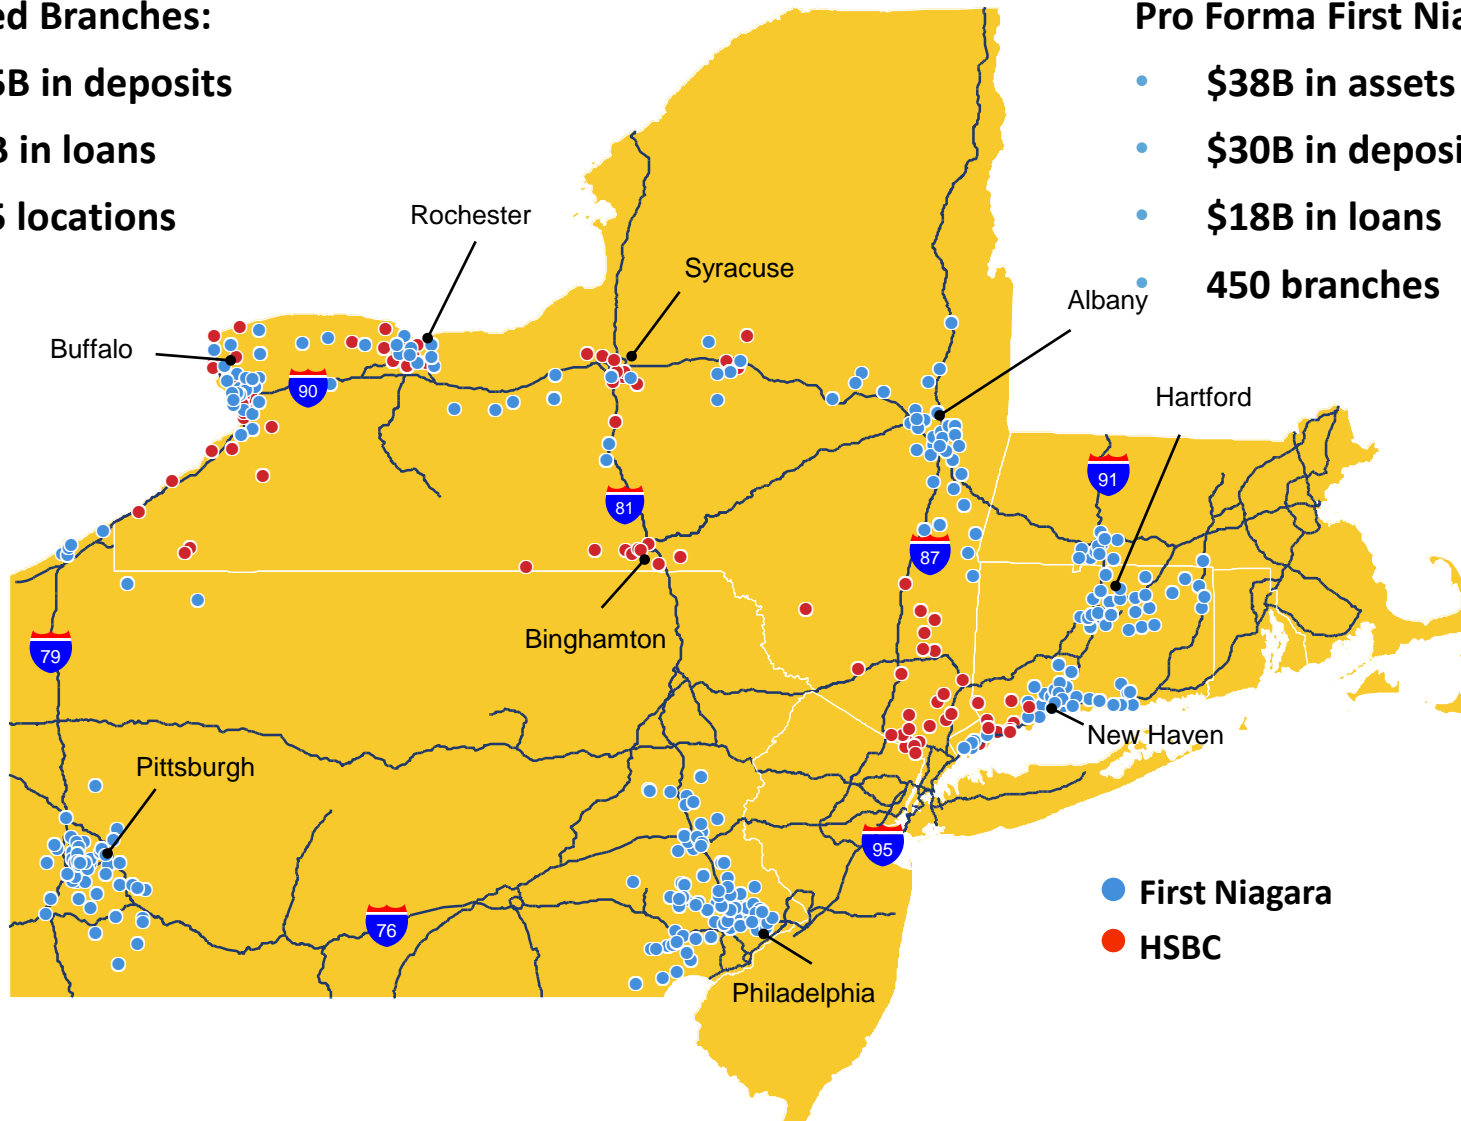 ed Branches:
B in deposits
B in loans
locations
Pro Forma First Nia
• $38B in assets
• $30B in deposi
• $18B in loans
• 450 branches
Rochester
Syracuse
Albany
Buffalo
90
Hartford
91
81
87
Binghamton
79
New Haven
Pittsburgh
95
First Niagara
76
HSBC
Philadelphia